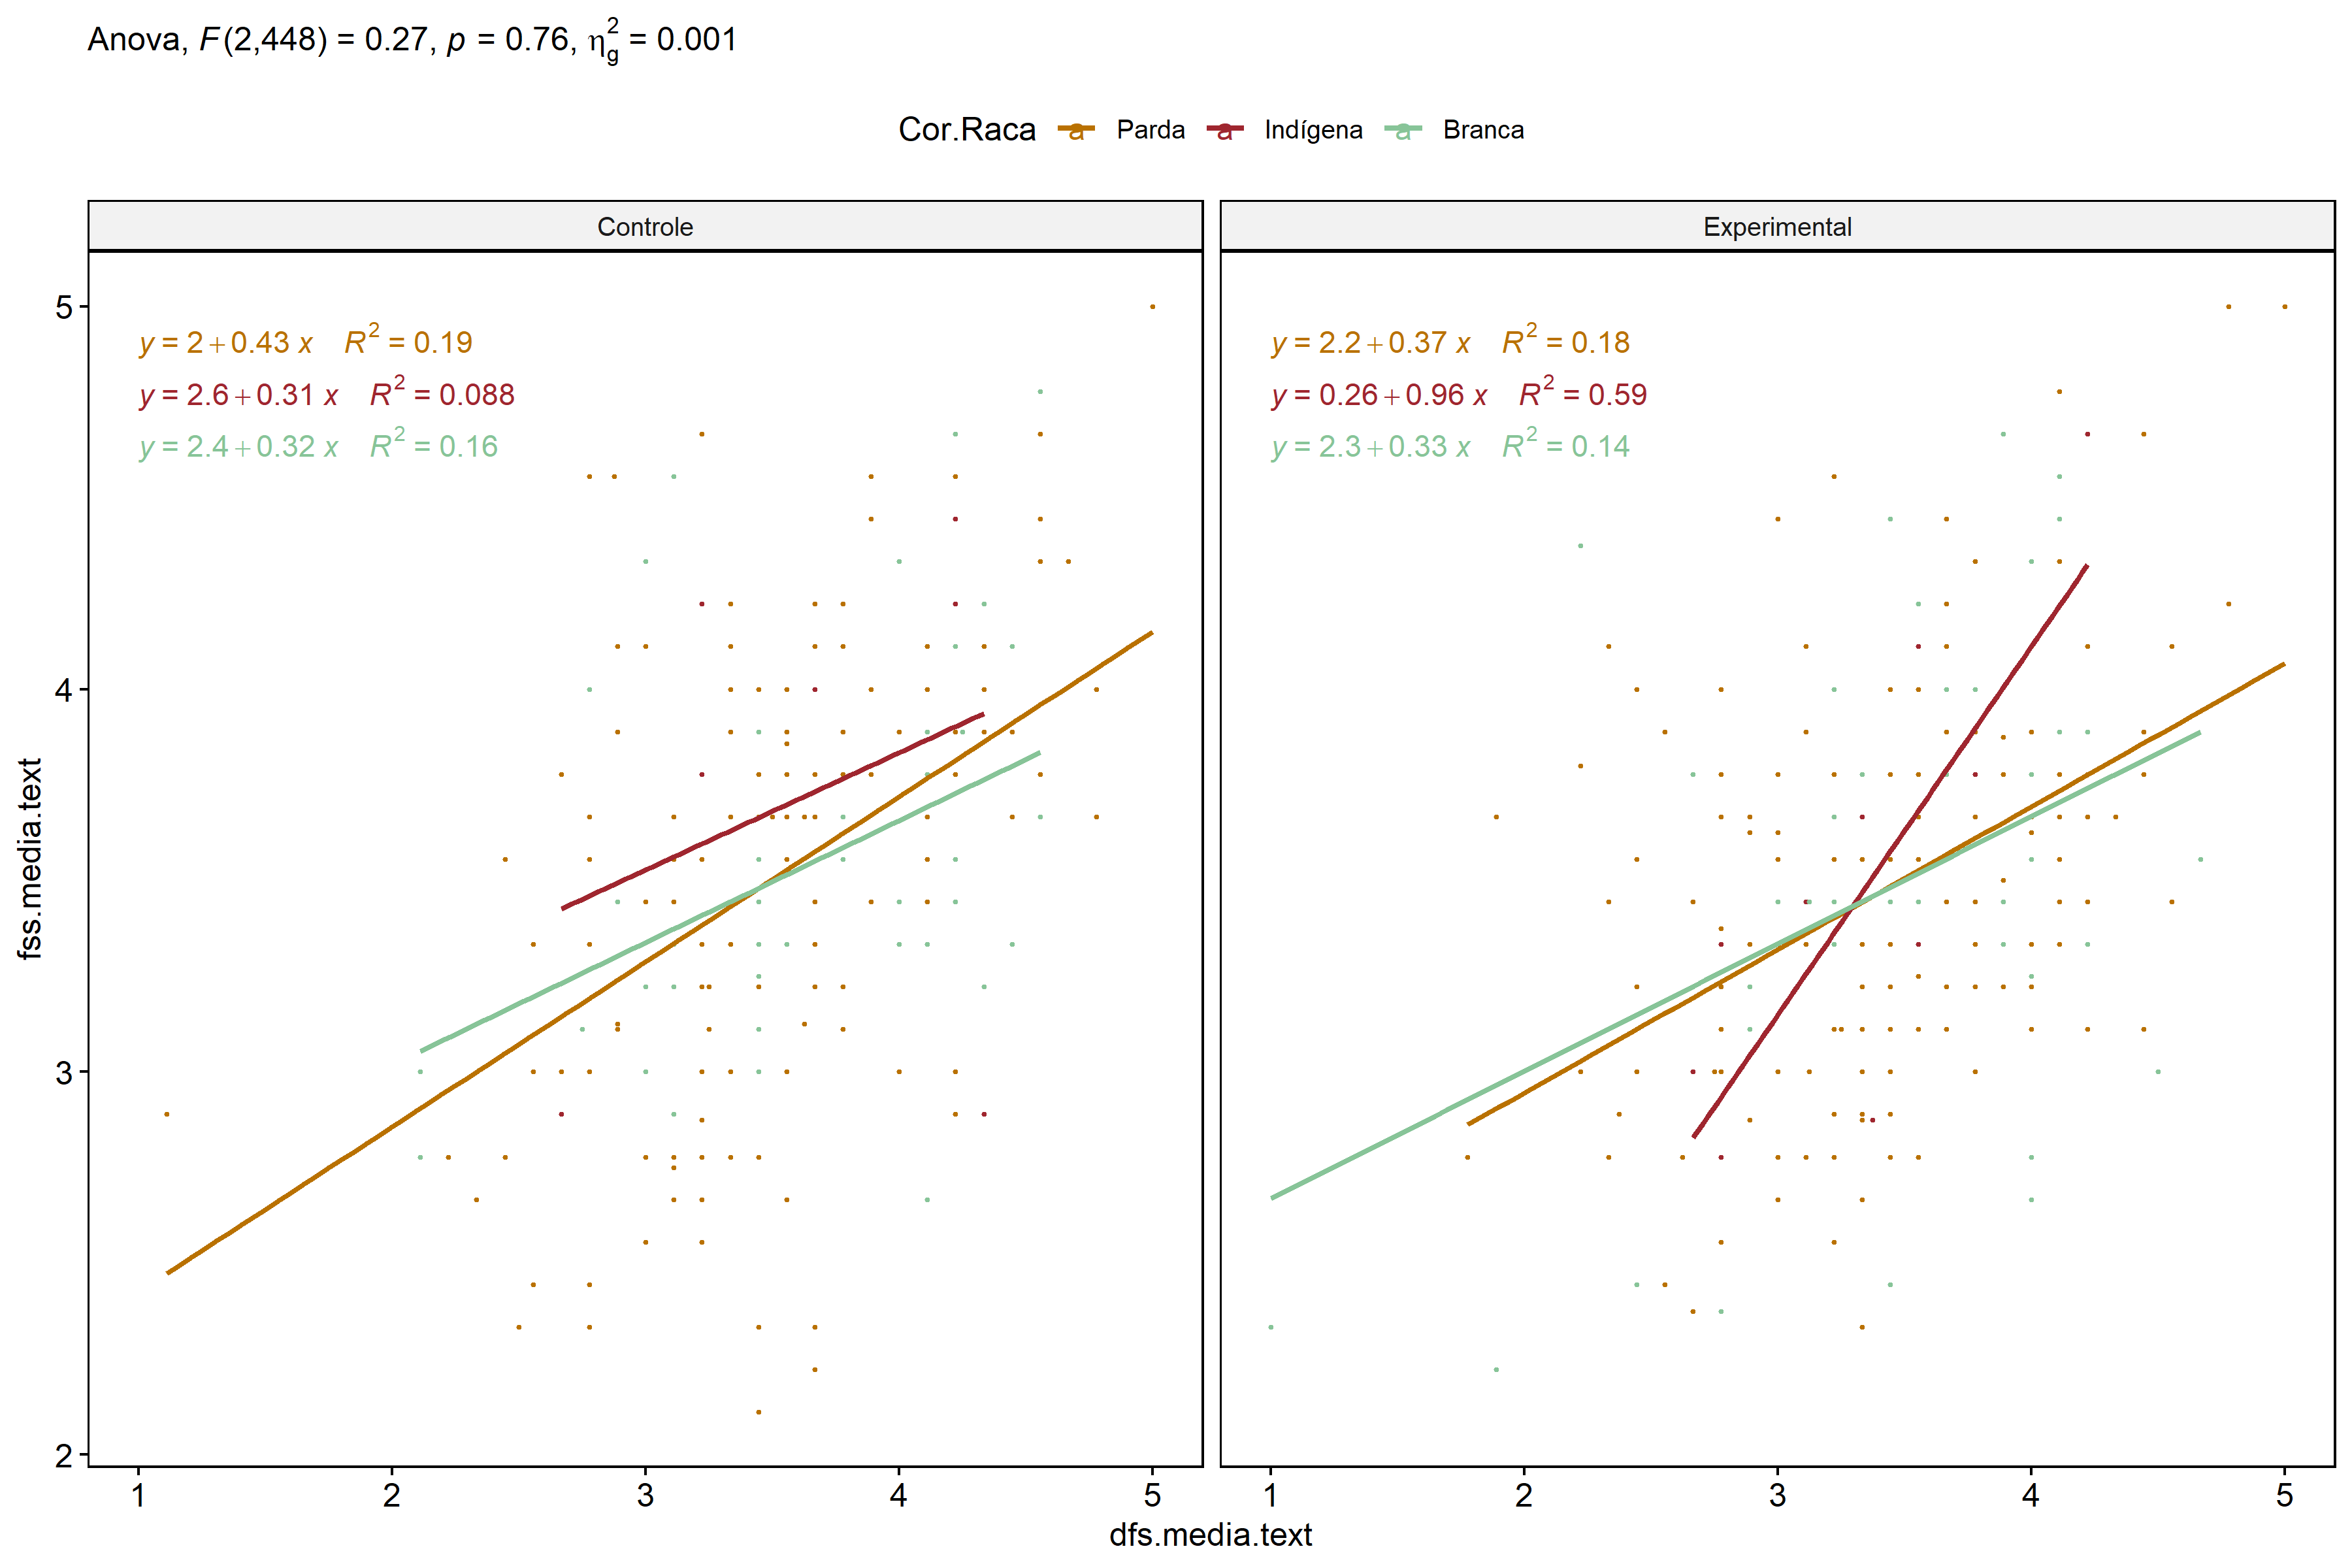 Anova, F(2,448) = 0.27, p = 0.76, η²g = 0.001
Cor.Raca a Parda a Indígena a Branca
Controle
Experimental
y = 2 + 0.43 x R² = 0.19
y = 2.6 + 0.31 x R² = 0.088
y = 2.4 + 0.32 x R² = 0.16
y = 2.2 + 0.37 x R² = 0.18
y = 0.26 + 0.96 x R² = 0.59
y = 2.3 + 0.33 x R² = 0.14
5
4
3
2
fss.media.text
1 2 3 4 5
1 2 3 4 5
dfs.media.text